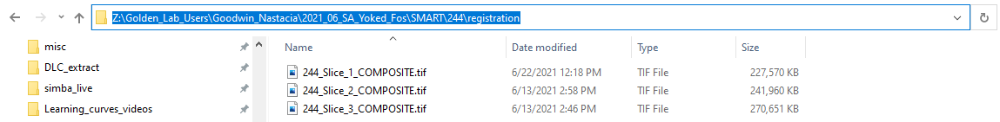 Z:\Golden_Lab_Users\Goodwin_Nastacia\2021_06_SA_Yoked_Fos\SMART\244\registration
misc
DLC_extract
simba_live
Learning_curves_videos
Name Date modified Type Size
244_Slice_1_COMPOSITE.tif 6/22/2021 12:18 PM TIF File 227,570 KB
244_Slice_2_COMPOSITE.tif 6/13/2021 2:58 PM TIF File 241,960 KB
244_Slice_3_COMPOSITE.tif 6/13/2021 2:46 PM TIF File 270,651 KB